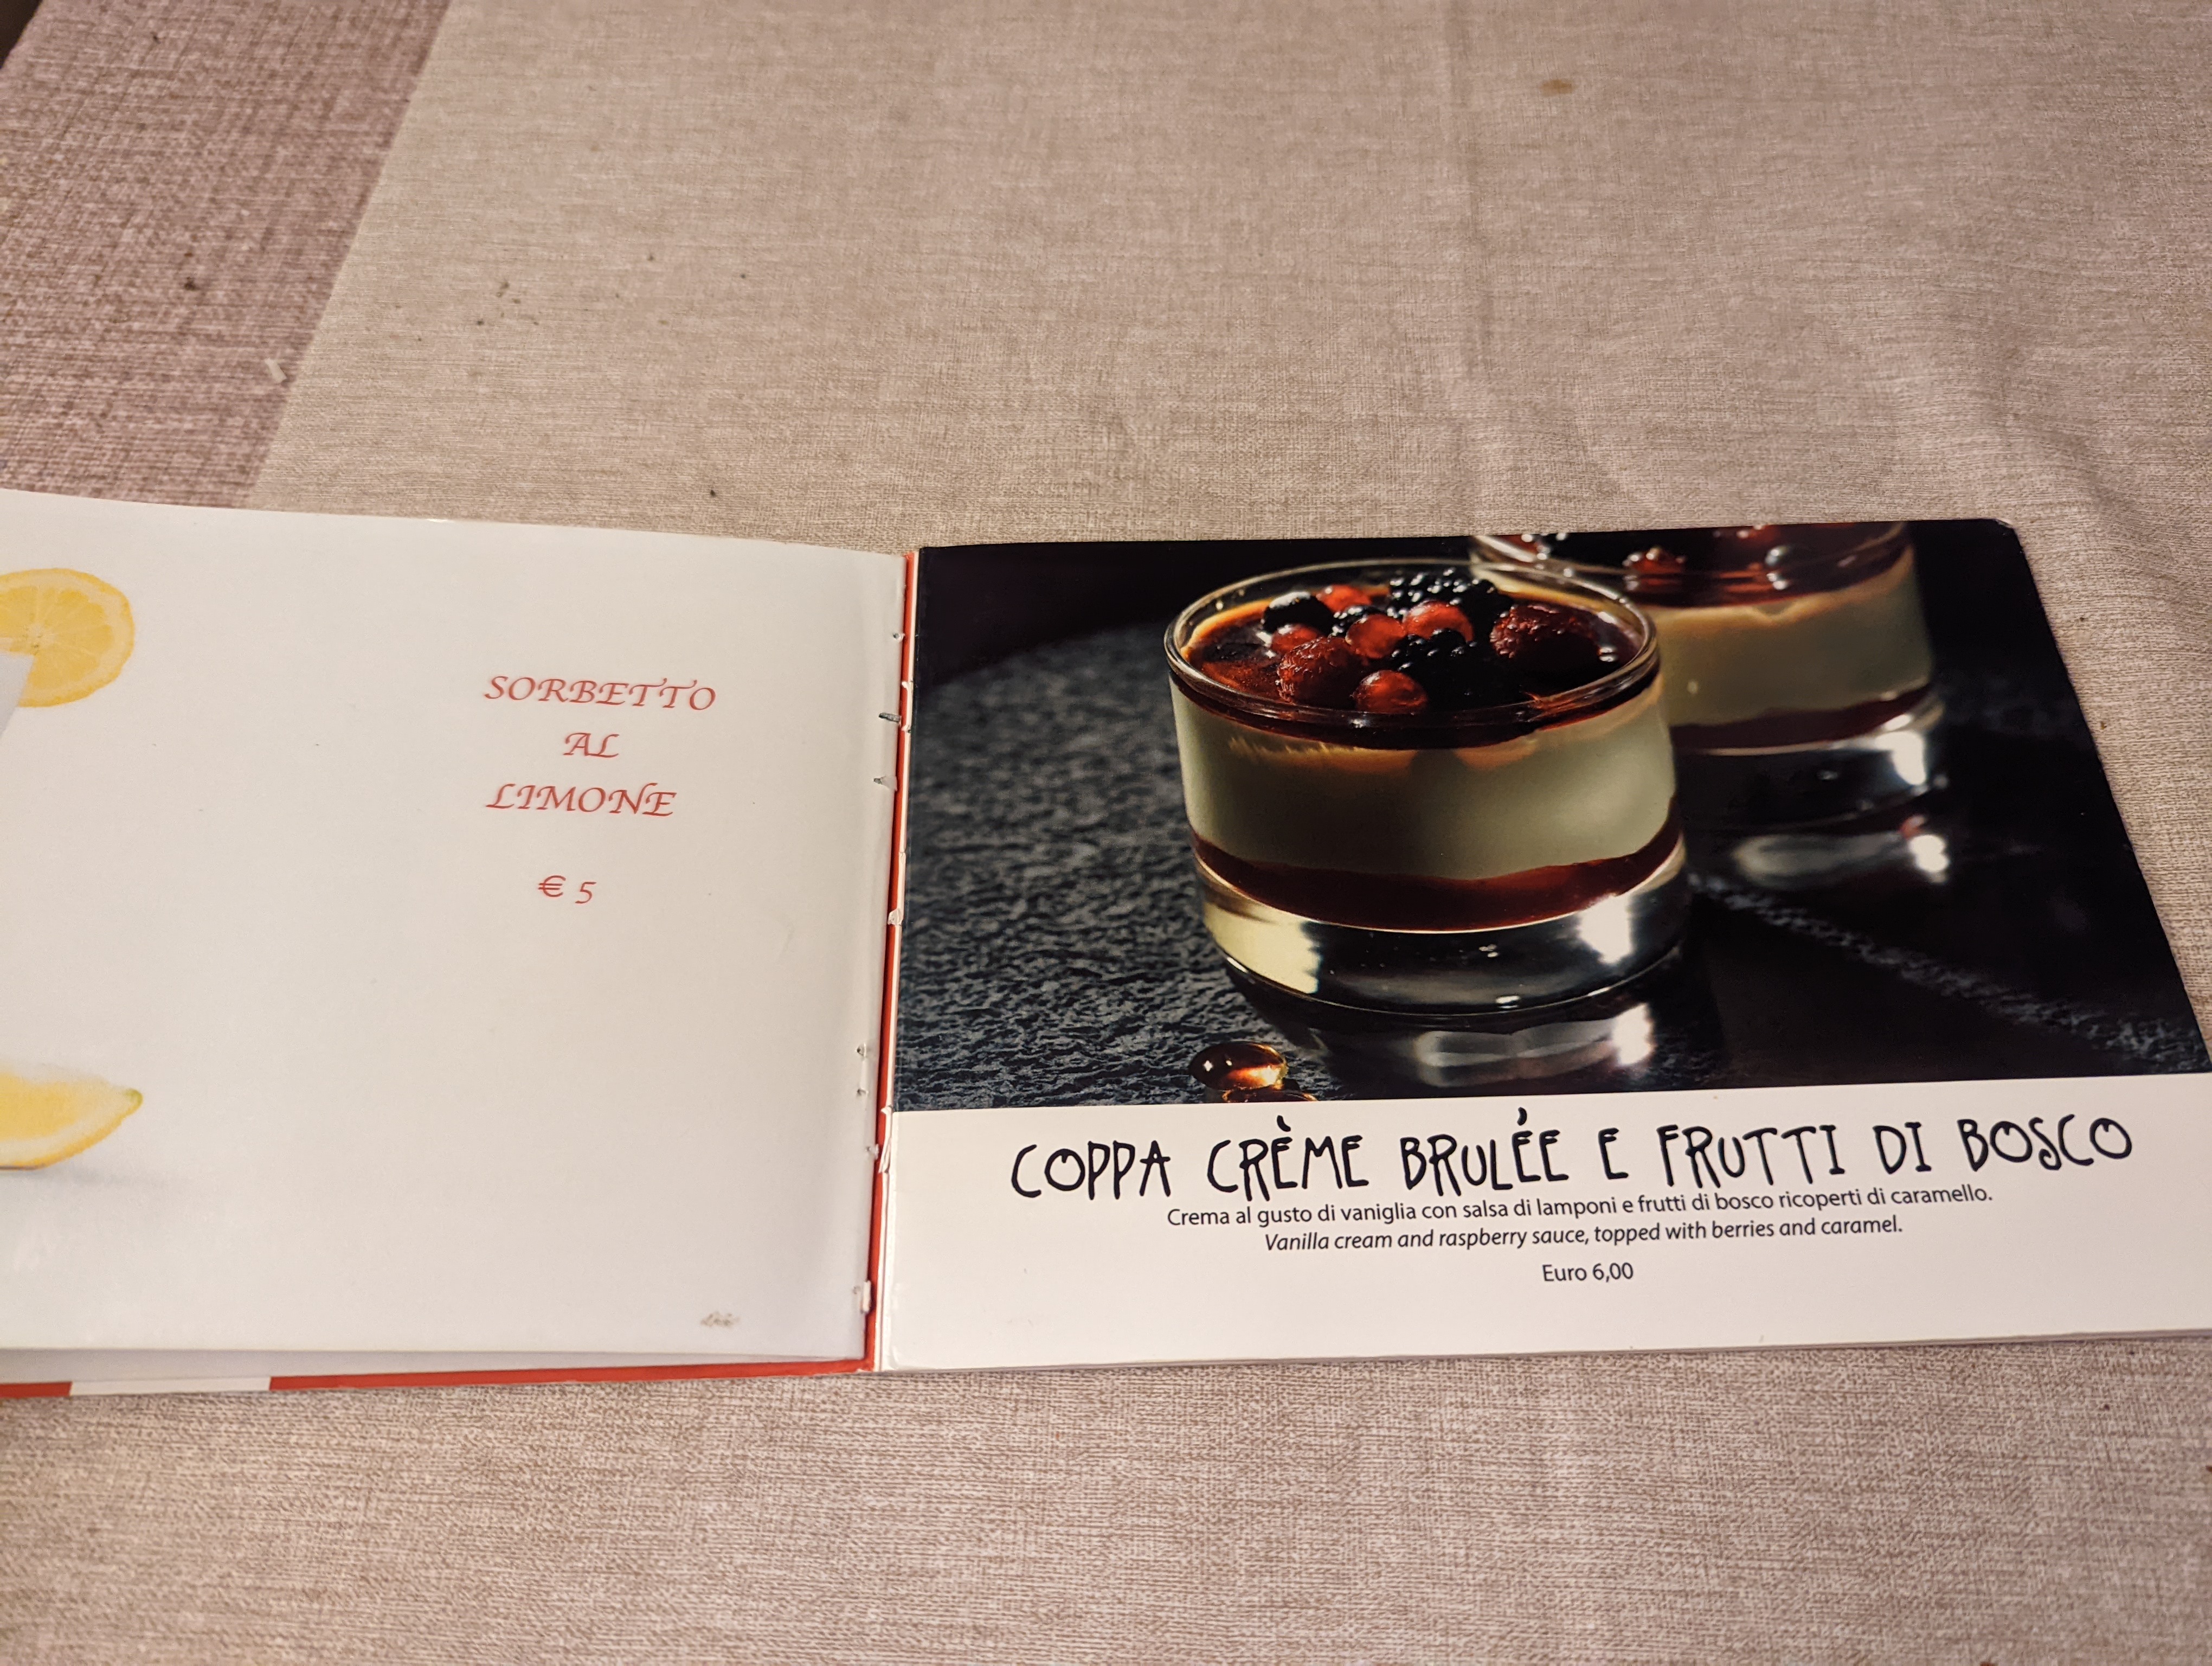 SORBETTO
AL
LIMONE
€ 5
COPPA CRÈME BRULÉE E FRUTTI DI BOSCO
Crema al gusto di vaniglia con salsa di lamponi e frutti di bosco ricoperti di caramello.
Vanilla cream and raspberry sauce, topped with berries and caramel.
Euro 6,00